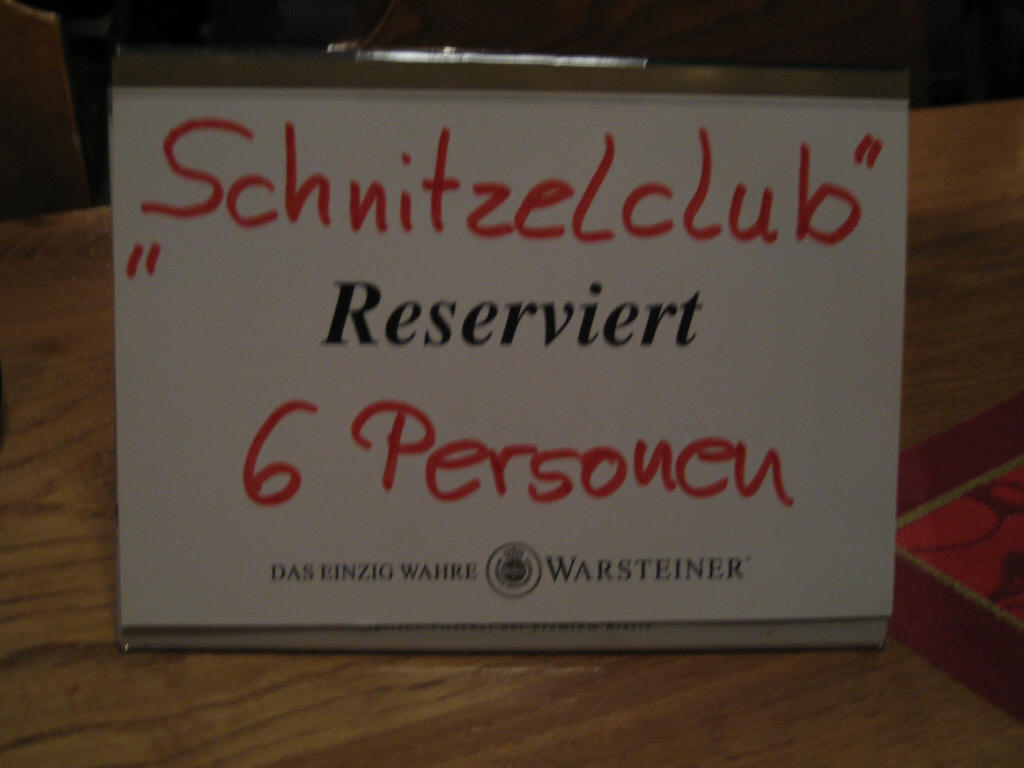 „Schnitzelclub"
Reserviert
6 Personen
DAS EINZIG WAHRE WARSTEINER